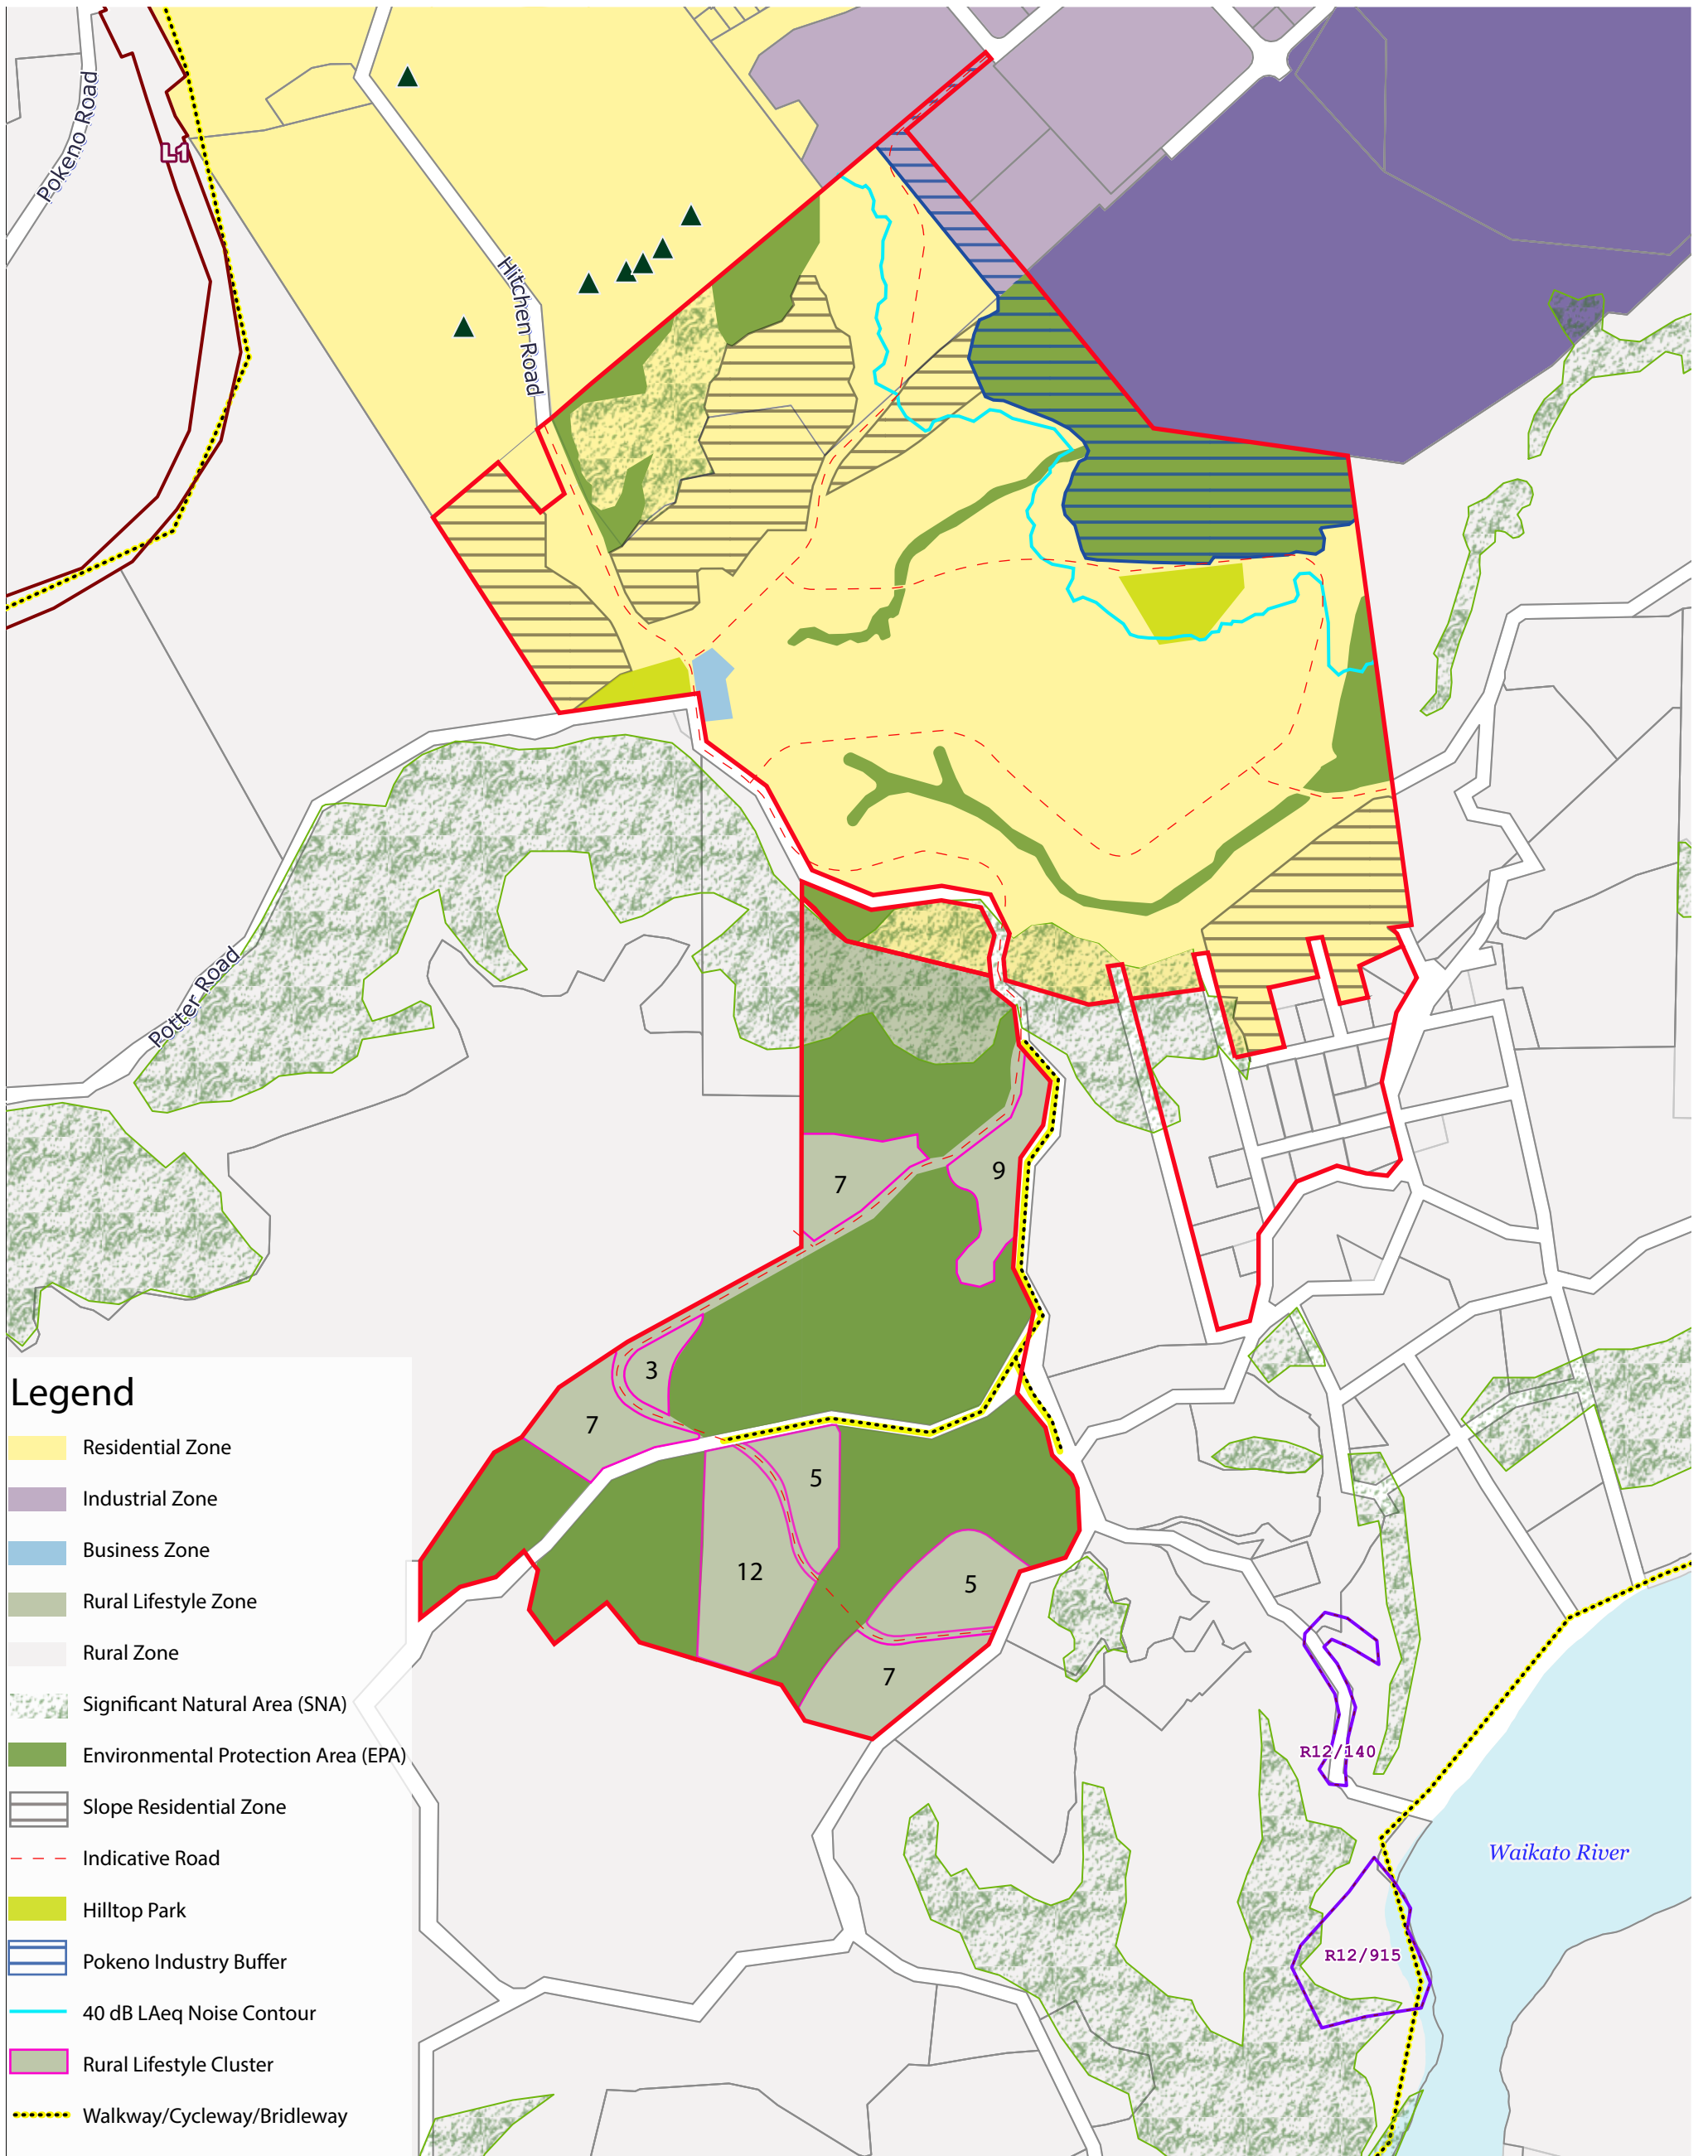 Pokeno Road
L1
Hitchen Road
Potter Road
7
9
3
7
5
12
5
7
R12/140
Waikato River
R12/915
Legend
Residential Zone
Industrial Zone
Business Zone
Rural Lifestyle Zone
Rural Zone
Significant Natural Area (SNA)
Environmental Protection Area (EPA)
Slope Residential Zone
Indicative Road
Hilltop Park
Pokeno Industry Buffer
40 dB LAeq Noise Contour
Rural Lifestyle Cluster
Walkway/Cycleway/Bridleway